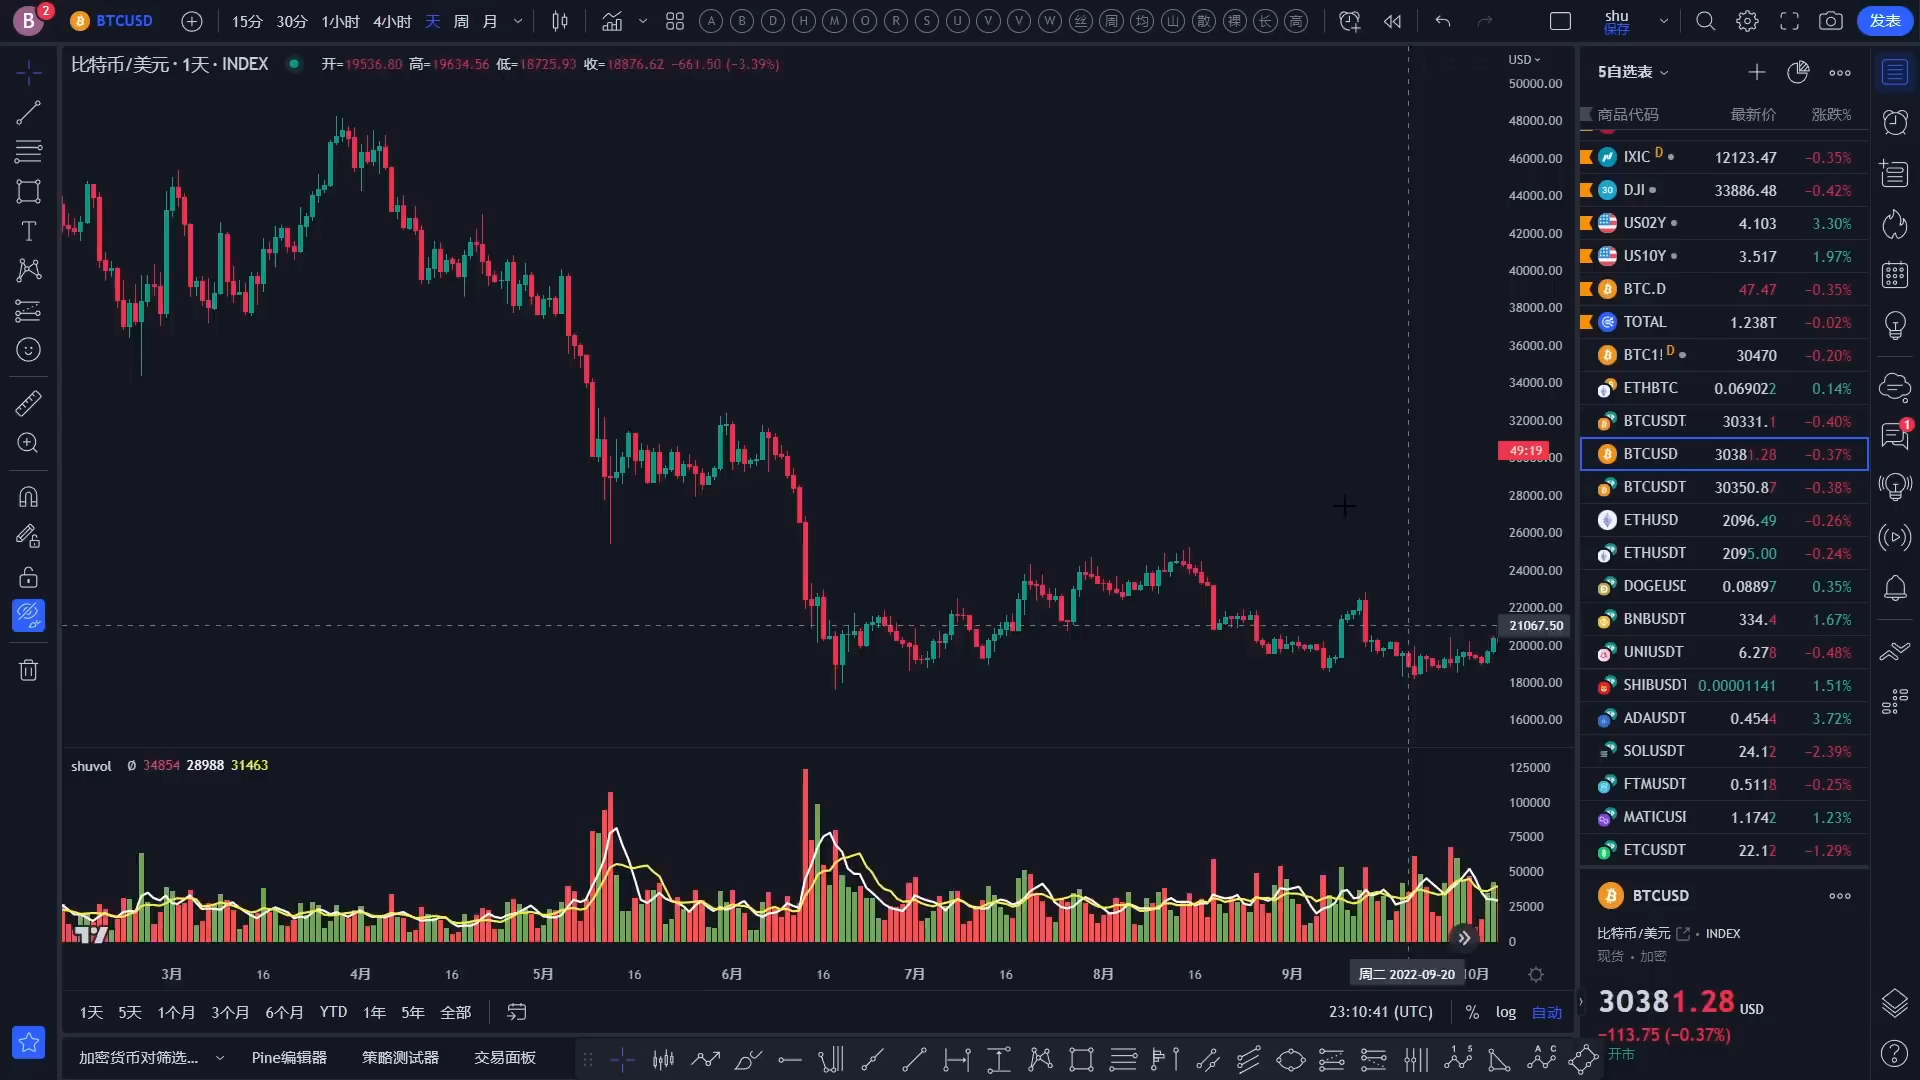 B 2 BTCUSD 15分 30分 1小时 4小时 天 周 月 A B D H M O R S U V V W 丝 周 均 山 散 裸 长 高 shu 保存 发表
比特币/美元 · 1天 · INDEX 开=19536.80 高=19634.56 低=18725.93 收=18876.62 −661.50 (−3.39%)
USD
50000.00
48000.00
46000.00
44000.00
42000.00
40000.00
38000.00
36000.00
34000.00
32000.00
49:19
28000.00
26000.00
24000.00
22000.00
21067.50
20000.00
18000.00
16000.00
shuvol Ø 34854 28988 31463
125000
100000
75000
50000
25000
0
3月 16 4月 16 5月 16 6月 16 7月 16 8月 16 9月 周二 2022-09-20 10月
1天 5天 1个月 3个月 6个月 YTD 1年 5年 全部 23:10:41 (UTC) % log 自动
加密货币对筛选... Pine编辑器 策略测试器 交易面板
5自选表
商品代码 最新价 涨跌%
IXIC D 12123.47 −0.35%
30 DJI 33886.48 −0.42%
US02Y 4.103 3.30%
US10Y 3.517 1.97%
BTC.D 47.47 −0.35%
TOTAL 1.238T −0.02%
BTC1! D 30470 −0.20%
ETHBTC 0.069022 0.14%
BTCUSDT 30331.1 −0.40%
BTCUSD 30381.28 −0.37%
BTCUSDT 30350.87 −0.38%
ETHUSD 2096.49 −0.26%
ETHUSDT 2095.00 −0.24%
DOGEUSD 0.08897 0.35%
BNBUSDT 334.4 1.67%
UNIUSDT 6.278 −0.48%
SHIBUSDT 0.00001141 1.51%
ADAUSDT 0.4544 3.72%
SOLUSDT 24.12 −2.39%
FTMUSDT 0.5118 −0.25%
MATICUSD 1.1742 1.23%
ETCUSDT 22.12 −1.29%
BTCUSD
比特币/美元 · INDEX
现货 · 加密
30381.28 USD
−113.75 (−0.37%)
开市
1